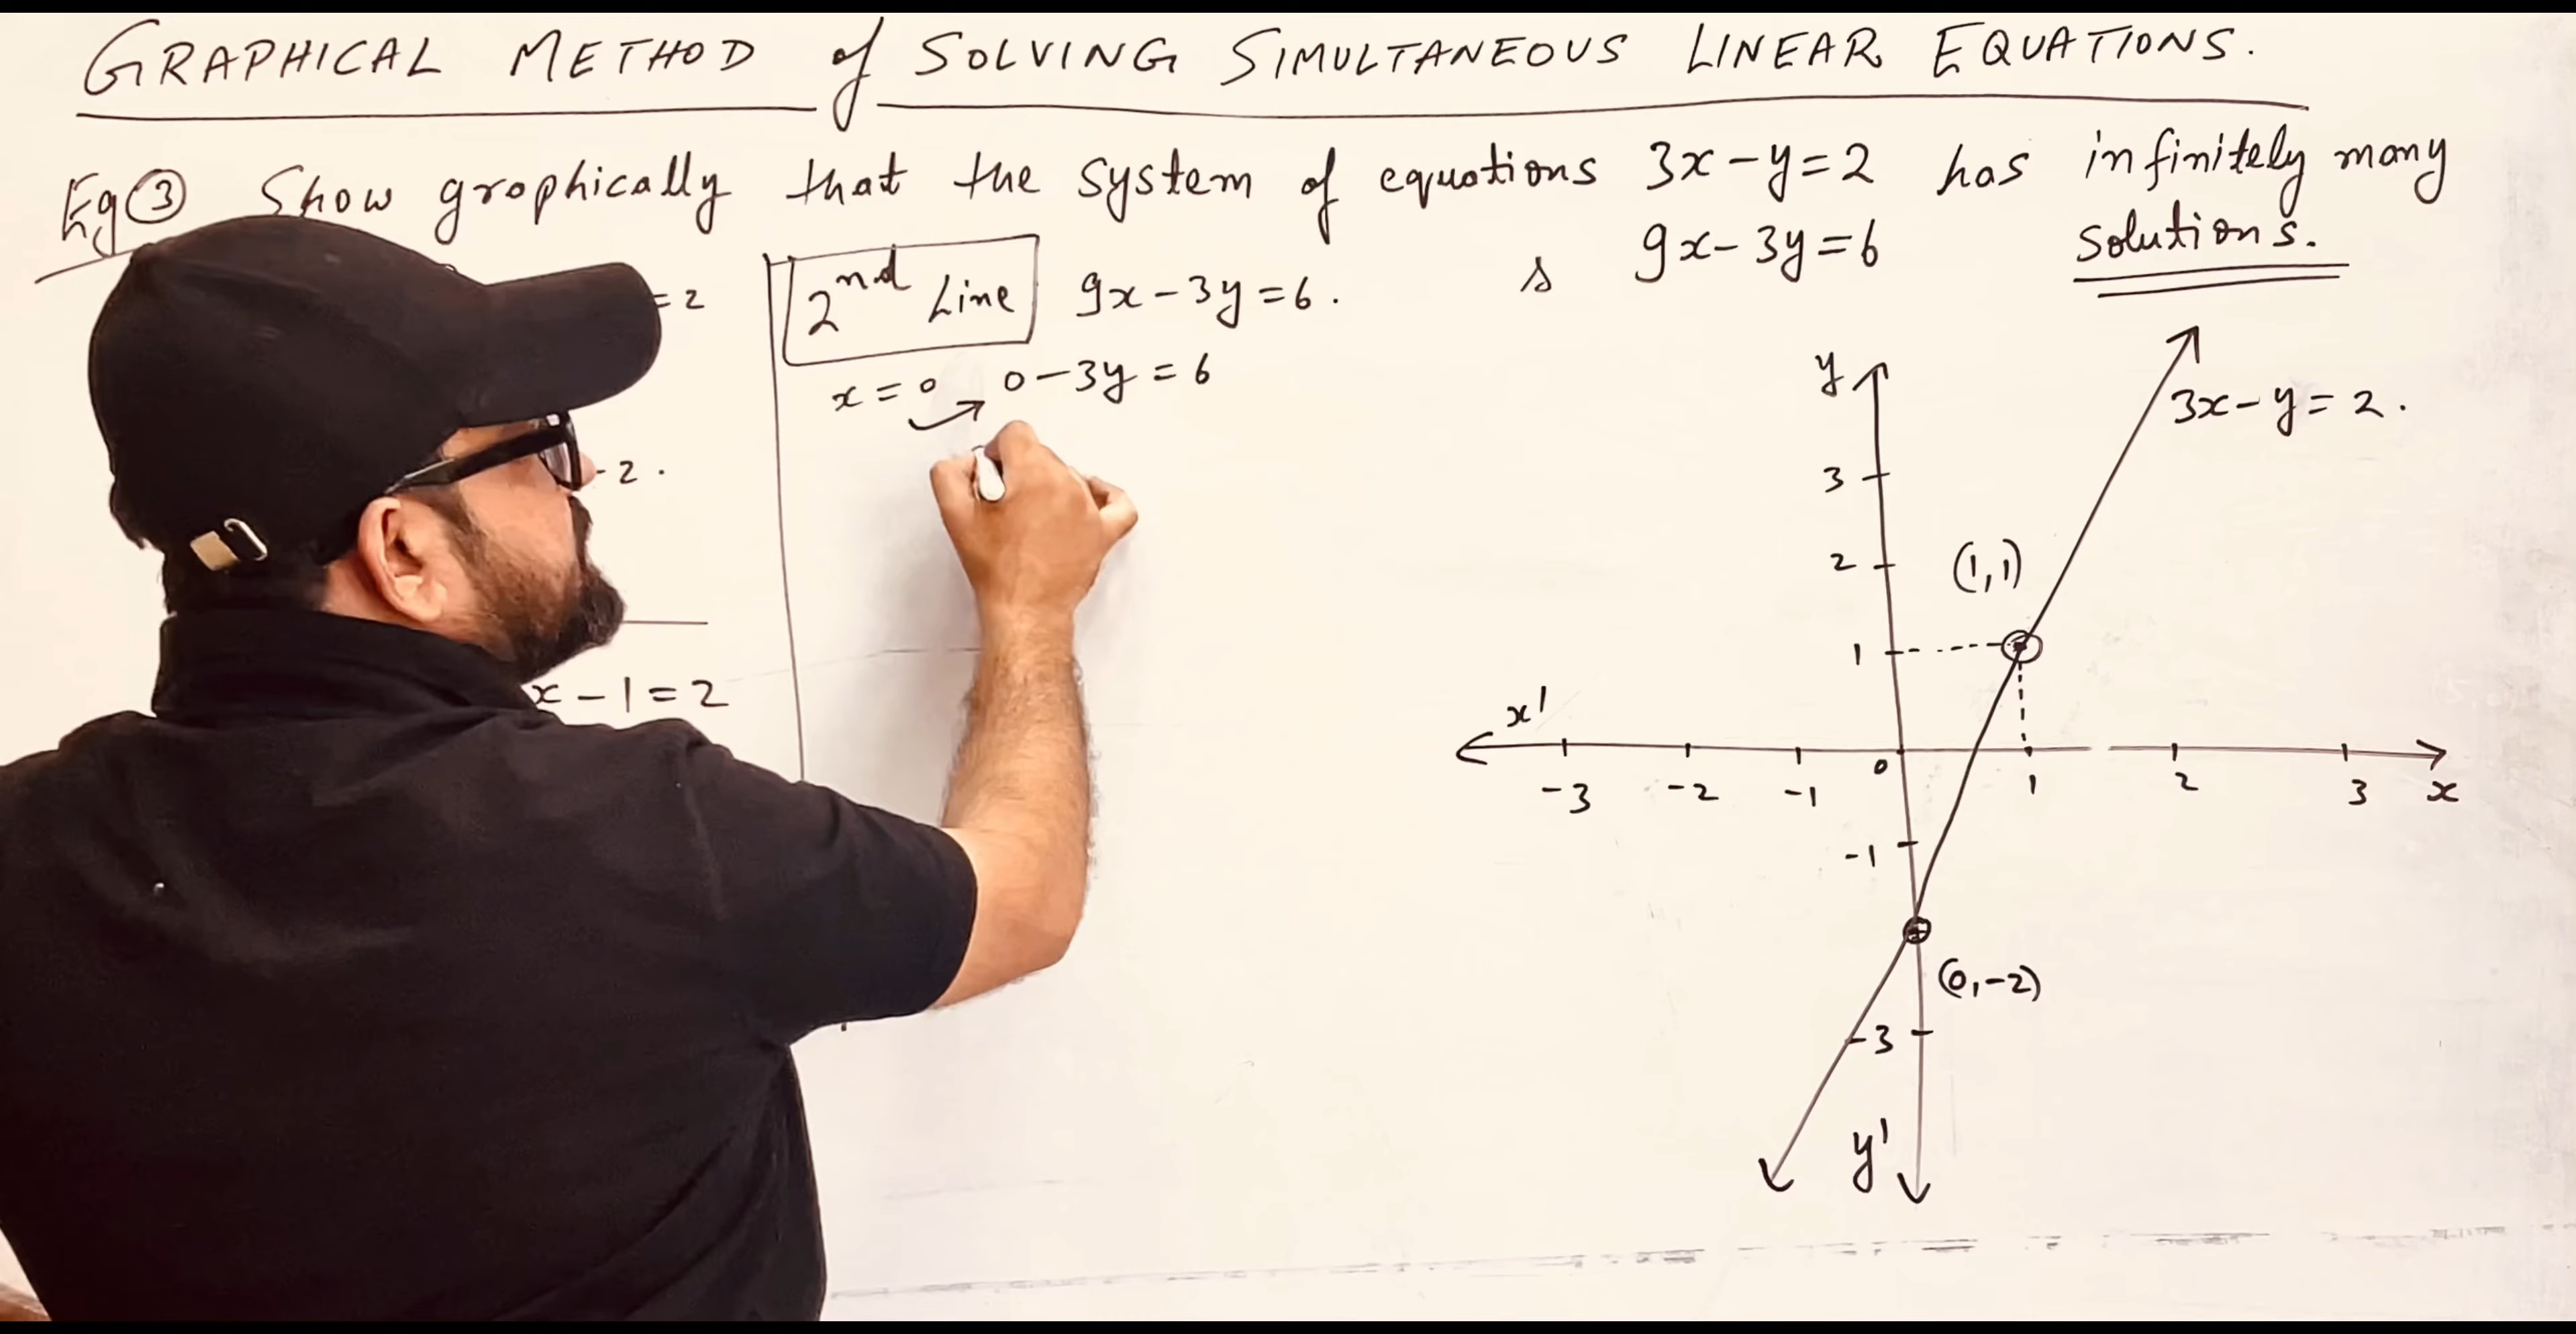 GRAPHICAL METHOD of SOLVING SIMULTANEOUS LINEAR EQUATIONS.
Eg ③ Show graphically that the system of equations 3x-y=2 has infinitely many
& 9x-3y=6 solutions.
=2
-2.
x-1=2
2nd Line 9x-3y=6.
x=0 0-3y=6
y
3x-y=2.
3
2
(1,1)
1
x'
-3 -2 -1 0 1 2 3 x
-1
(0,-2)
-3
y'